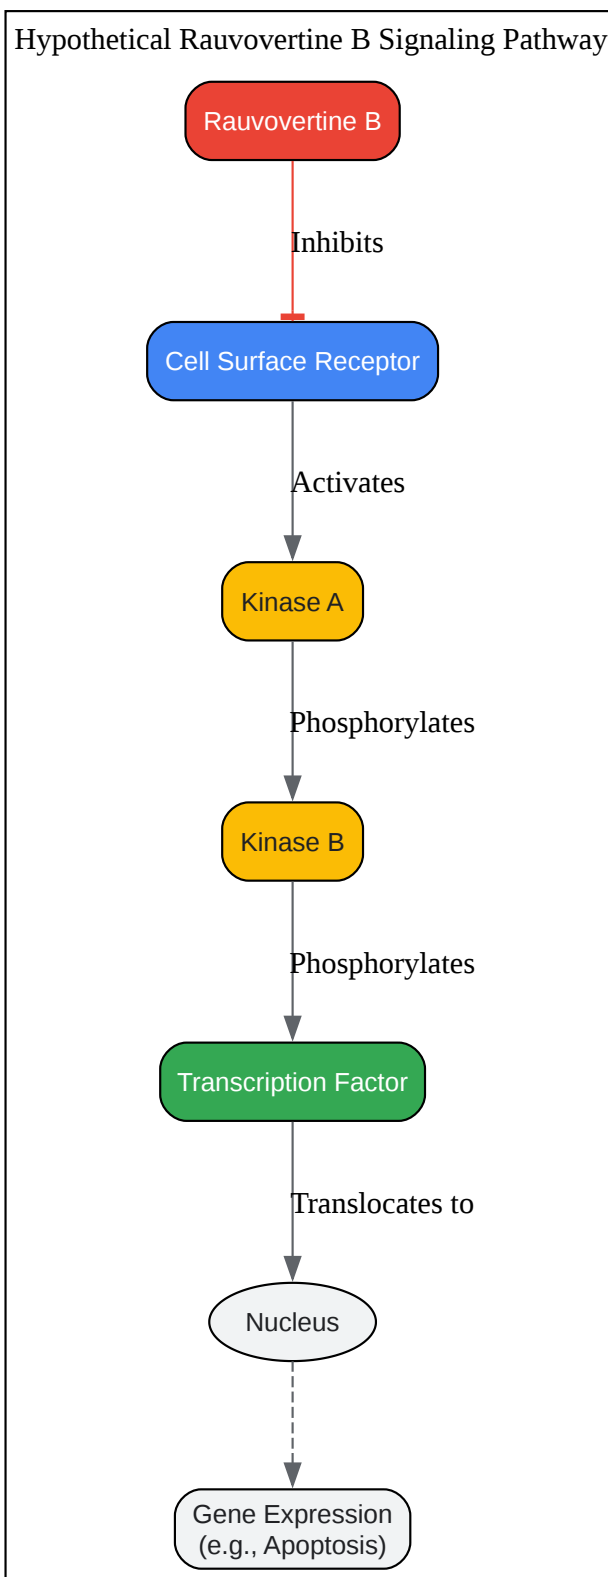 Hypothetical Rauvovertine B Signaling Pathway
Rauvovertine B
Inhibits
Cell Surface Receptor
Activates
Kinase A
Phosphorylates
Kinase B
Phosphorylates
Transcription Factor
Translocates to
Nucleus
Gene Expression
(e.g., Apoptosis)